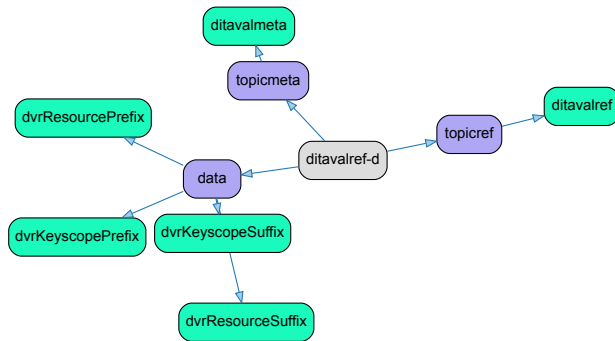 ditavalmeta
topicmeta
ditavalref
dvrResourcePrefix
topicref
ditavalref-d
data
dvrKeyscopePrefix
dvrKeyscopeSuffix
dvrResourceSuffix